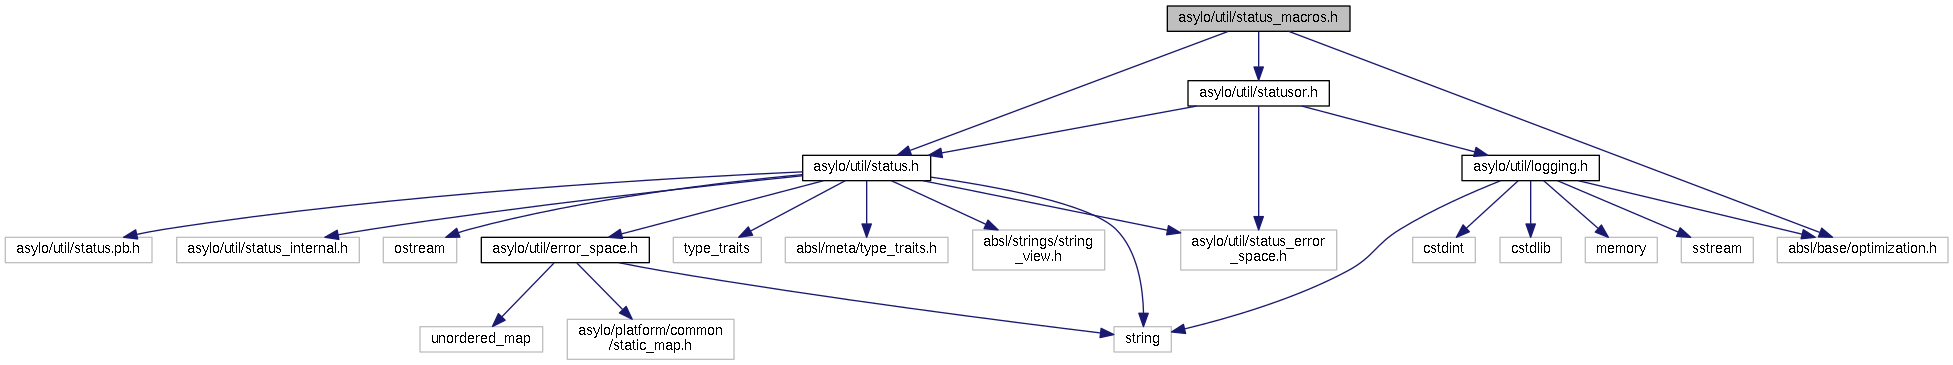 asylo/util/status_macros.h
asylo/util/statusor.h
asylo/util/status.h
asylo/util/logging.h
asylo/util/status.pb.h
asylo/util/status_internal.h
ostream
asylo/util/error_space.h
type_traits
absl/meta/type_traits.h
absl/strings/string
_view.h
asylo/util/status_error
_space.h
cstdint
cstdlib
memory
sstream
absl/base/optimization.h
unordered_map
asylo/platform/common
/static_map.h
string